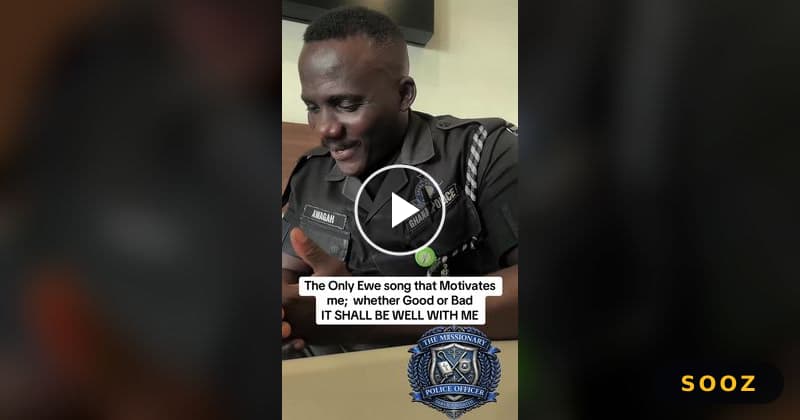 AWAGAH
GHANA POLICE
The Only Ewe song that Motivates
me; whether Good or Bad
IT SHALL BE WELL WITH ME
THE MISSIONARY
POLICE OFFICER
SOOZ